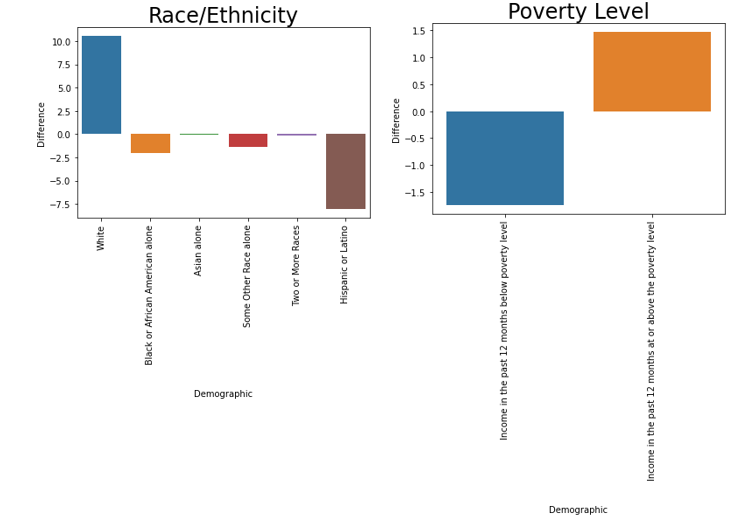 Race/Ethnicity
10.0
7.5
5.0
2.5
0.0
−2.5
−5.0
−7.5
Difference
White
Black or African American alone
Asian alone
Some Other Race alone
Two or More Races
Hispanic or Latino
Demographic
Poverty Level
1.5
1.0
0.5
0.0
−0.5
−1.0
−1.5
Difference
Income in the past 12 months below poverty level
Income in the past 12 months at or above the poverty level
Demographic